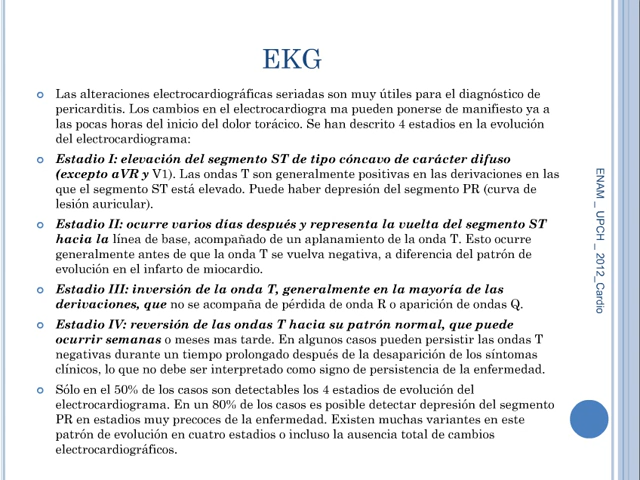 EKG
Las alteraciones electrocardiográficas seriadas son muy útiles para el diagnóstico de
pericarditis. Los cambios en el electrocardiogra ma pueden ponerse de manifiesto ya a
las pocas horas del inicio del dolor torácico. Se han descrito 4 estadios en la evolución
del electrocardiograma:
Estadio I: elevación del segmento ST de tipo cóncavo de carácter difuso
(excepto aVR y V1). Las ondas T son generalmente positivas en las derivaciones en las
que el segmento ST está elevado. Puede haber depresión del segmento PR (curva de
lesión auricular).
Estadio II: ocurre varios días después y representa la vuelta del segmento ST
hacia la línea de base, acompañado de un aplanamiento de la onda T. Esto ocurre
generalmente antes de que la onda T se vuelva negativa, a diferencia del patrón de
evolución en el infarto de miocardio.
Estadio III: inversión de la onda T, generalmente en la mayoría de las
derivaciones, que no se acompaña de pérdida de onda R o aparición de ondas Q.
Estadio IV: reversión de las ondas T hacia su patrón normal, que puede
ocurrir semanas o meses mas tarde. En algunos casos pueden persistir las ondas T
negativas durante un tiempo prolongado después de la desaparición de los síntomas
clínicos, lo que no debe ser interpretado como signo de persistencia de la enfermedad.
Sólo en el 50% de los casos son detectables los 4 estadios de evolución del
electrocardiograma. En un 80% de los casos es posible detectar depresión del segmento
PR en estadios muy precoces de la enfermedad. Existen muchas variantes en este
patrón de evolución en cuatro estadios o incluso la ausencia total de cambios
electrocardiográficos.
ENAM _ UPCH _ 2012_Cardio